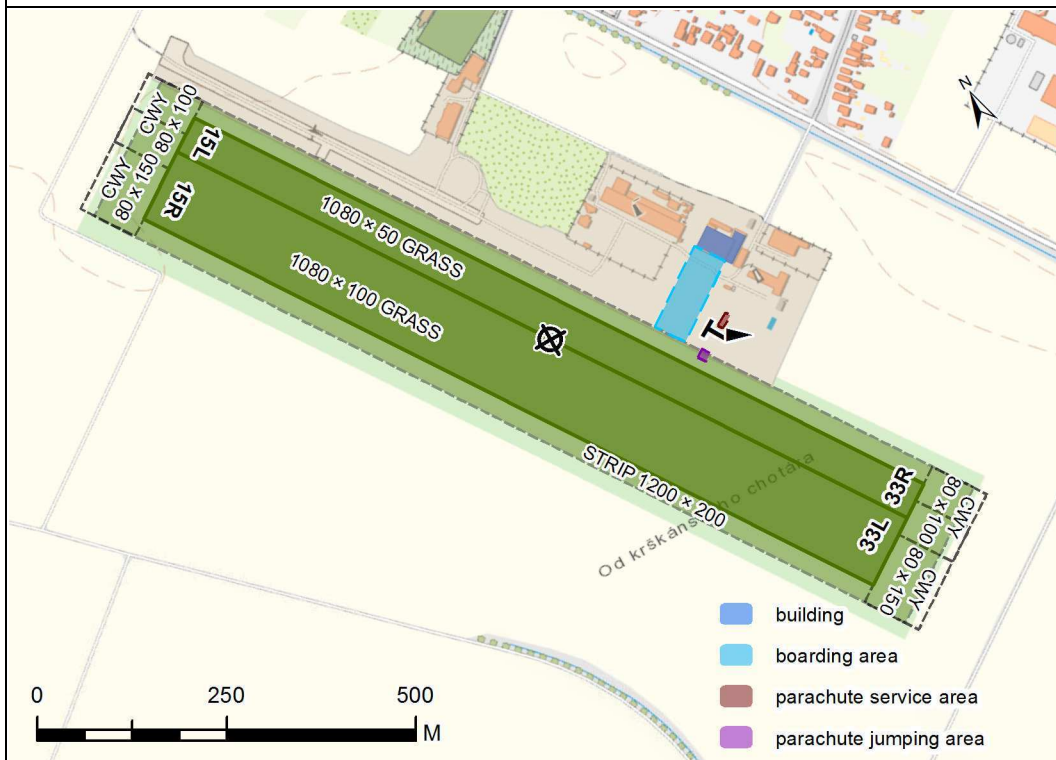 N
CWY
CWY
80 × 150
80 × 100
15L
15R
1080 × 50 GRASS
1080 × 100 GRASS
T
STRIP 1200 × 200
Od krškánskeho chotára
33R
33L
CWY
80 × 100
CWY
80 × 150
building
boarding area
parachute service area
parachute jumping area
0 250 500
M